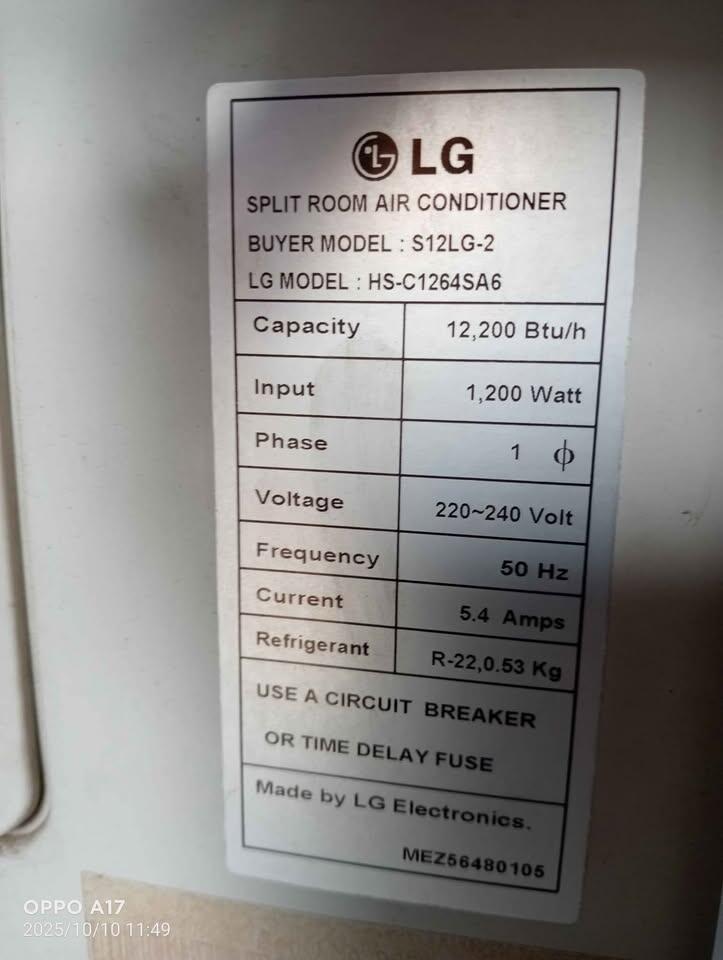 LG
SPLIT ROOM AIR CONDITIONER
BUYER MODEL : S12LG-2
LG MODEL : HS-C1264SA6
Capacity 12,200 Btu/h
Input 1,200 Watt
Phase 1 ϕ
Voltage 220~240 Volt
Frequency 50 Hz
Current 5.4 Amps
Refrigerant R-22,0.53 Kg
USE A CIRCUIT BREAKER
OR TIME DELAY FUSE
Made by LG Electronics.
MEZ56480105
OPPO A17
2025/10/10 11:49